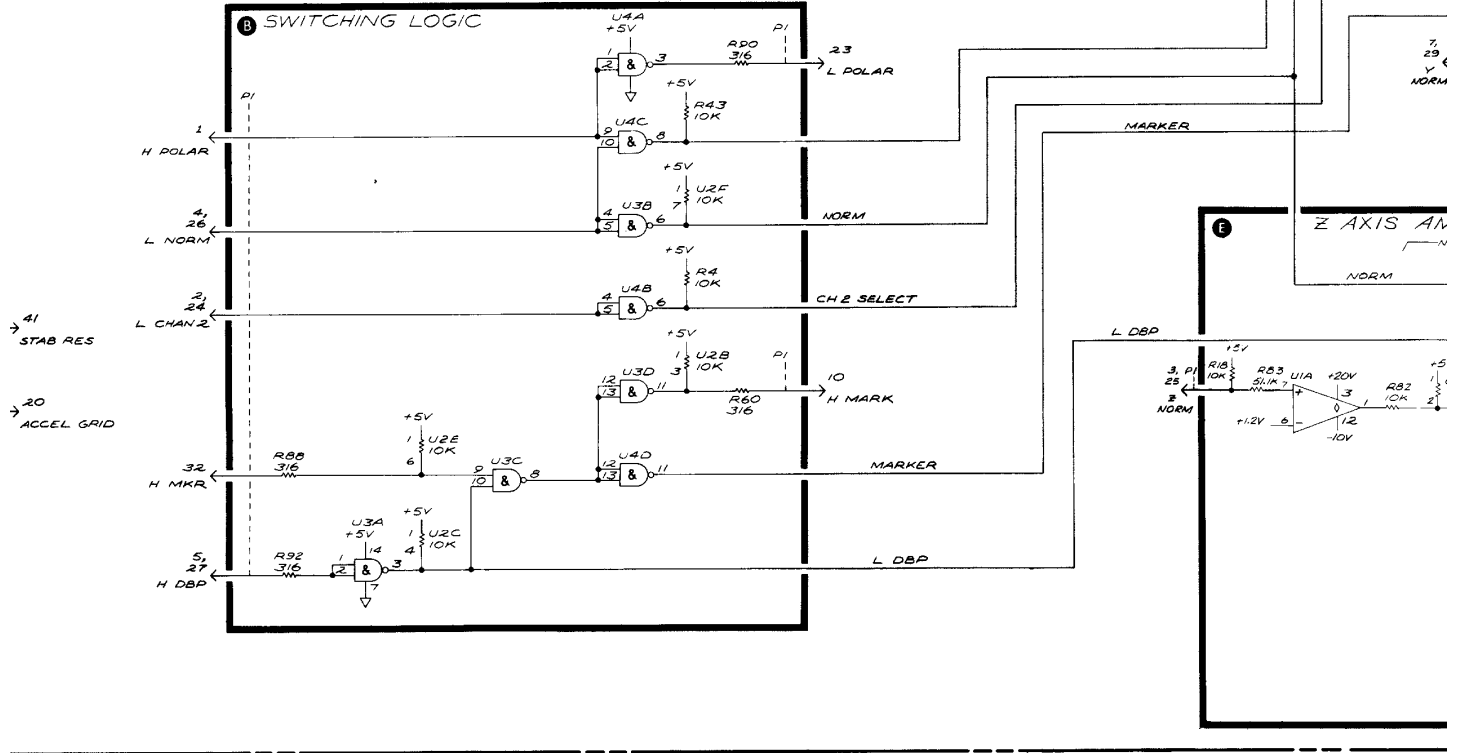 B SWITCHING LOGIC
U4A
+5V
1
2
&
3
R90
316
P1
23
L POLAR
P1
+5V
R43
10K
1
H POLAR
U4C
9
10
&
8
+5V
1
7
U2F
10K
4,
26
L NORM
U3B
4
5
&
6
NORM
+5V
R4
10K
2,
24
L CHAN2
U4B
4
5
&
6
CH 2 SELECT
+5V
1
3
U2B
10K
U3D
12
13
&
11
R60
316
P1
10
H MARK
+5V
1
6
U2E
10K
32
H MKR
R88
316
U3C
9
10
&
8
U4D
12
13
&
11
MARKER
+5V
1
4
U2C
10K
5,
27
H DBP
R92
316
U3A
+5V
14
1
2
&
3
7
L DBP
41
STAB RES
20
ACCEL GRID
MARKER
7,
29
Y
NORM
E
Z AXIS AM
N
NORM
L DBP
3,
25
Z
NORM
P1
+5V
R18
10K
R83
51.1K
7
U1A
+20V
3
+
-
+1.2V
6
12
-10V
1
R82
10K
+5
1
2